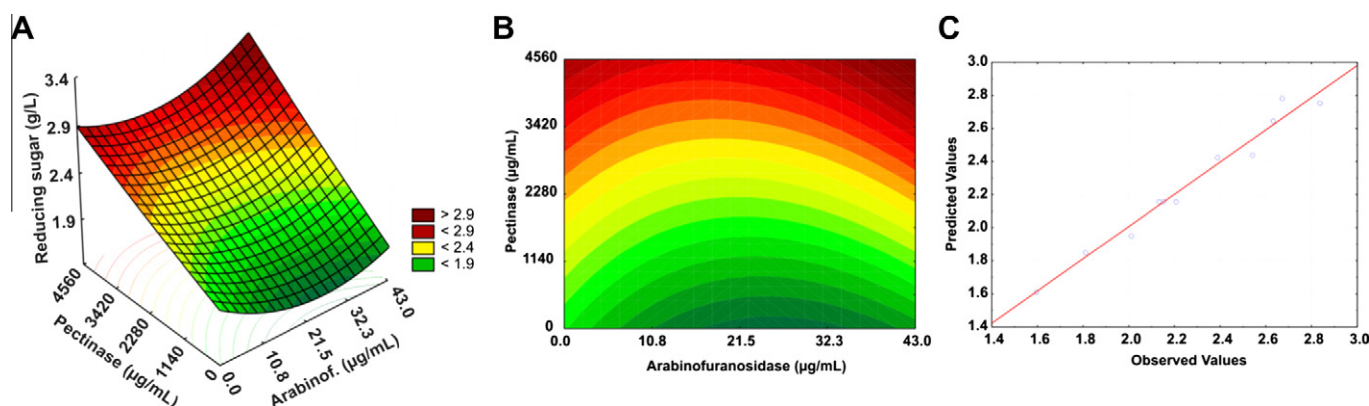 A
Reducing sugar (g/L)
3.4
2.9
2.4
1.9
4560
3420
2280
1140
0
Pectinase (µg/mL)
0.0
10.8
21.5
32.3
43.0
Arabinof. (µg/mL)
> 2.9
< 2.9
< 2.4
< 1.9
B
Pectinase (µg/mL)
4560
3420
2280
1140
0
0.0 10.8 21.5 32.3 43.0
Arabinofuranosidase (µg/mL)
C
Predicted Values
3.0
2.8
2.6
2.4
2.2
2.0
1.8
1.6
1.4
1.4 1.6 1.8 2.0 2.2 2.4 2.6 2.8 3.0
Observed Values